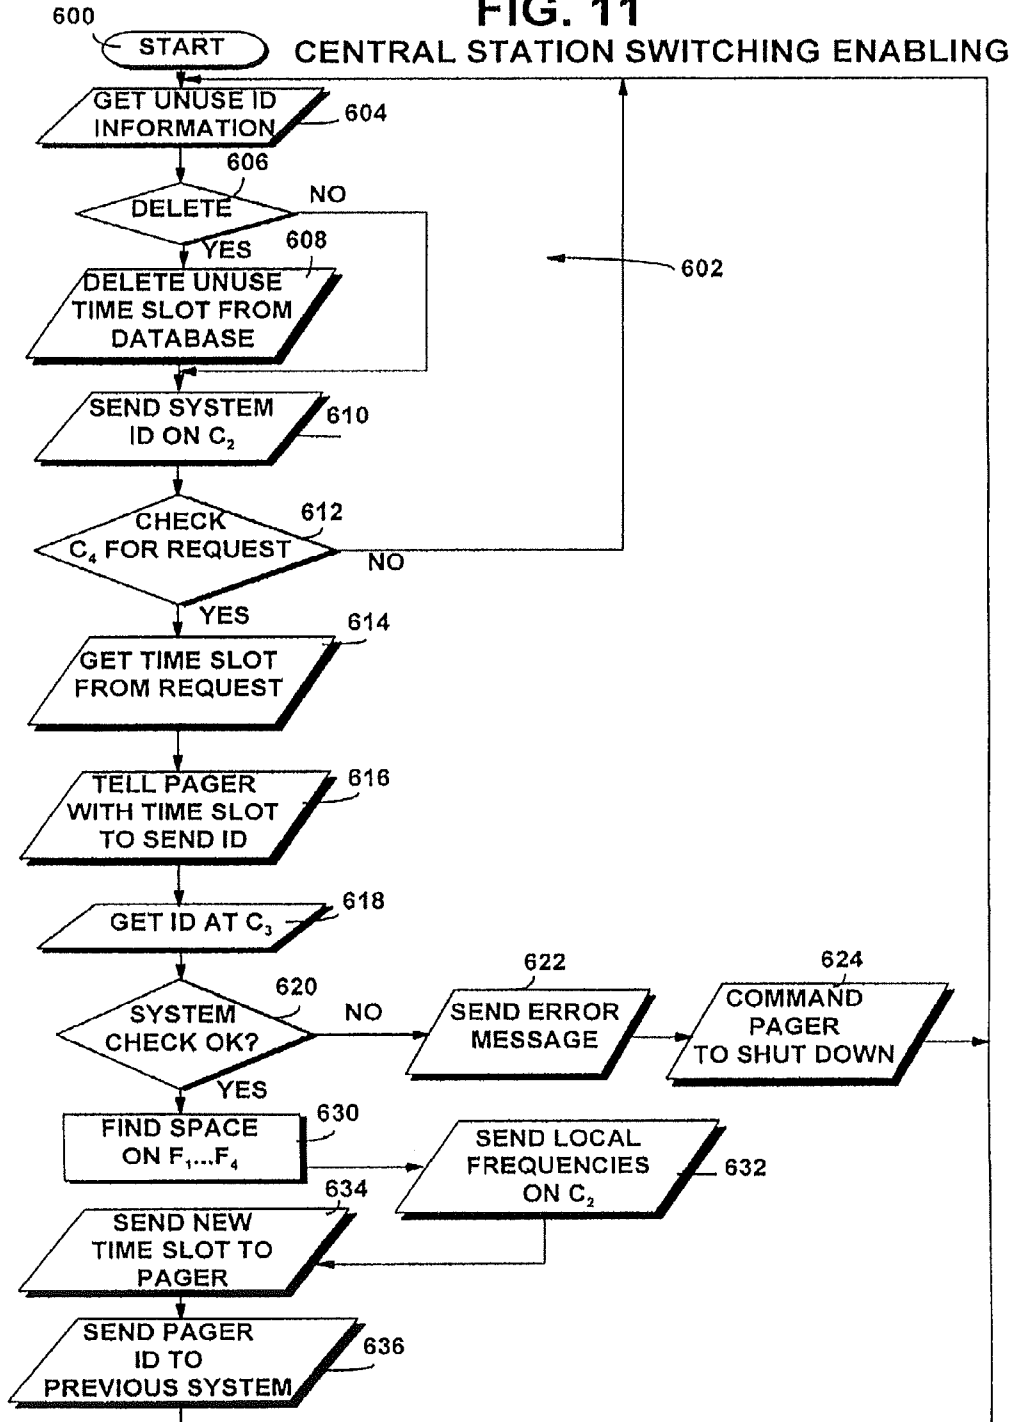 FIG. 11
600
START
CENTRAL STATION SWITCHING ENABLING
GET UNUSE ID
INFORMATION
604
606
DELETE
NO
YES
608
602
DELETE UNUSE
TIME SLOT FROM
DATABASE
SEND SYSTEM
ID ON C₂
610
612
CHECK
C₄ FOR REQUEST
NO
YES
614
GET TIME SLOT
FROM REQUEST
616
TELL PAGER
WITH TIME SLOT
TO SEND ID
618
GET ID AT C₃
620
SYSTEM
CHECK OK?
NO
YES
622
SEND ERROR
MESSAGE
624
COMMAND
PAGER
TO SHUT DOWN
630
FIND SPACE
ON F₁...F₄
SEND LOCAL
FREQUENCIES
ON C₂
632
634
SEND NEW
TIME SLOT TO
PAGER
SEND PAGER
ID TO
PREVIOUS SYSTEM
636